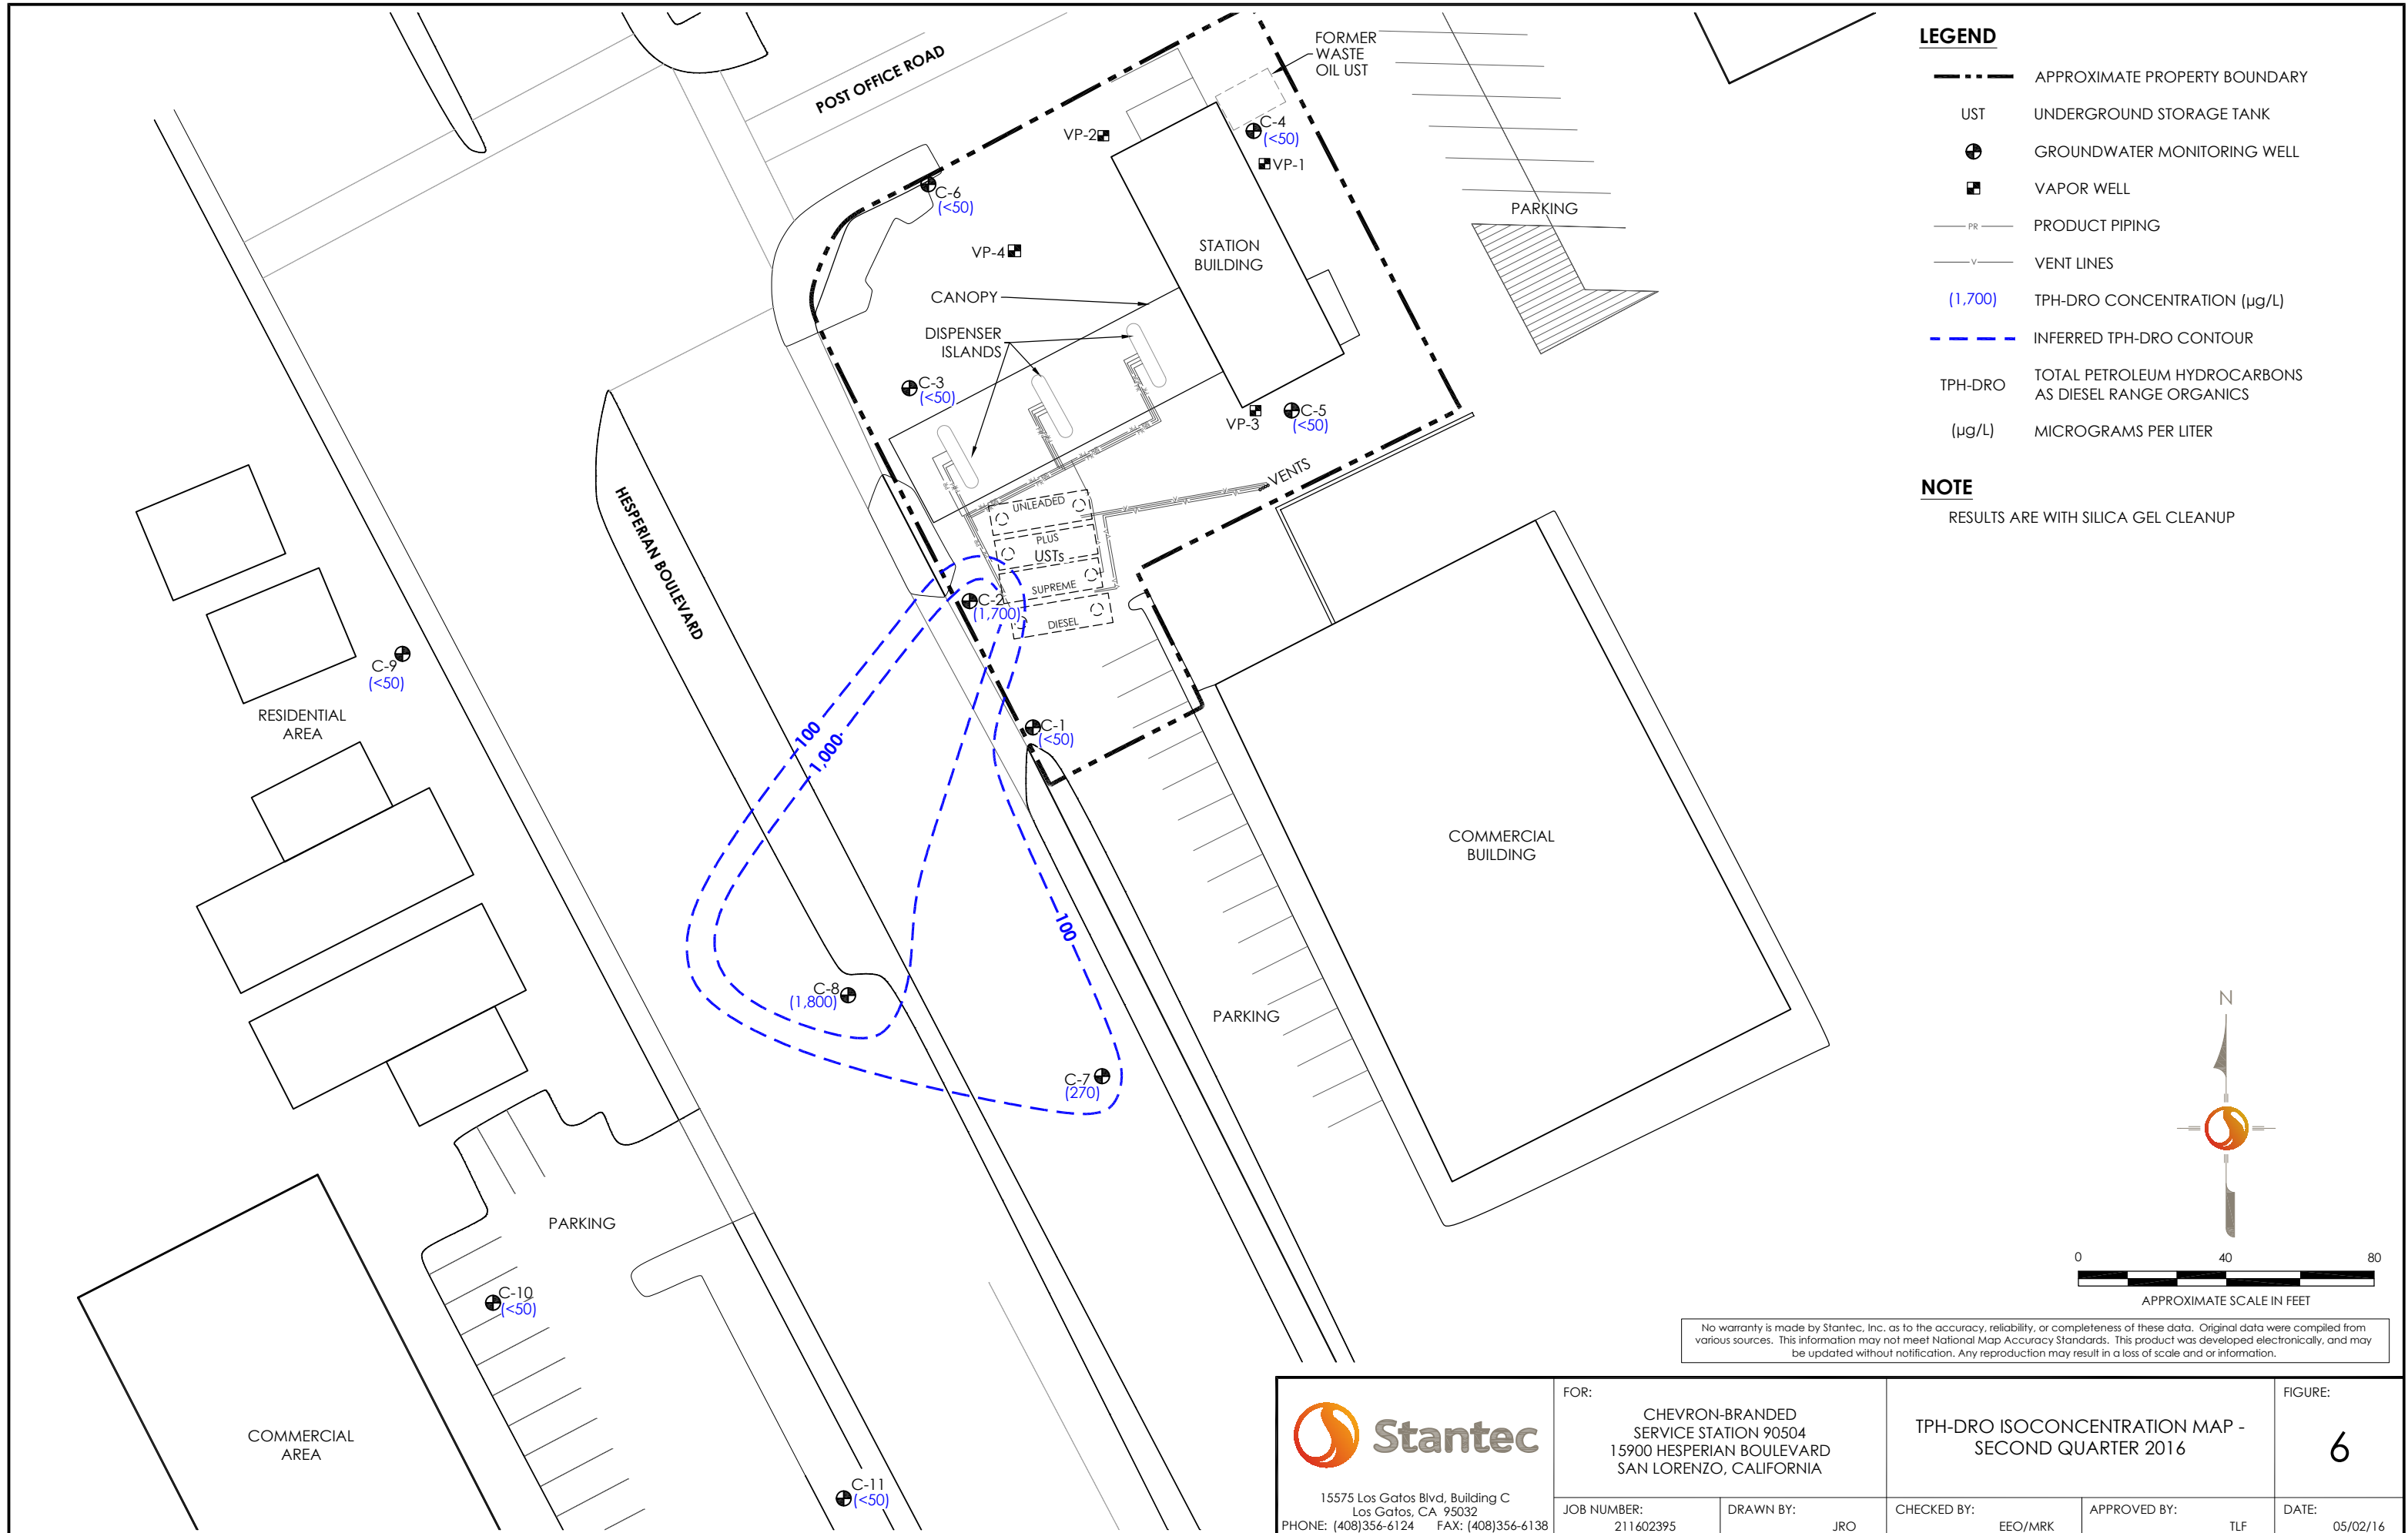 POST OFFICE ROAD
FORMER
WASTE
OIL UST
VP-2
C-4
(<50)
VP-1
C-6
(<50)
VP-4
STATION
BUILDING
PARKING
CANOPY
DISPENSER
ISLANDS
C-3
(<50)
VP-3
C-5
(<50)
VENTS
UNLEADED
PLUS
USTs
SUPREME
DIESEL
HESPERIAN BOULEVARD
C-2
(1,700)
C-9
(<50)
RESIDENTIAL
AREA
C-1
(<50)
100
1,000
100
COMMERCIAL
BUILDING
C-8
(1,800)
PARKING
C-7
(270)
PARKING
C-10
(<50)
COMMERCIAL
AREA
C-11
(<50)
LEGEND
APPROXIMATE PROPERTY BOUNDARY
UST UNDERGROUND STORAGE TANK
GROUNDWATER MONITORING WELL
VAPOR WELL
PR PRODUCT PIPING
V VENT LINES
(1,700) TPH-DRO CONCENTRATION (µg/L)
INFERRED TPH-DRO CONTOUR
TPH-DRO TOTAL PETROLEUM HYDROCARBONS
AS DIESEL RANGE ORGANICS
(µg/L) MICROGRAMS PER LITER
NOTE
RESULTS ARE WITH SILICA GEL CLEANUP
N
0 40 80
APPROXIMATE SCALE IN FEET
No warranty is made by Stantec, Inc. as to the accuracy, reliability, or completeness of these data. Original data were compiled from
various sources. This information may not meet National Map Accuracy Standards. This product was developed electronically, and may
be updated without notification. Any reproduction may result in a loss of scale and or information.
Stantec
15575 Los Gatos Blvd, Building C
Los Gatos, CA 95032
PHONE: (408)356-6124 FAX: (408)356-6138
FOR:
CHEVRON-BRANDED
SERVICE STATION 90504
15900 HESPERIAN BOULEVARD
SAN LORENZO, CALIFORNIA
TPH-DRO ISOCONCENTRATION MAP -
SECOND QUARTER 2016
FIGURE:
6
JOB NUMBER:
211602395
DRAWN BY:
JRO
CHECKED BY:
EEO/MRK
APPROVED BY:
TLF
DATE:
05/02/16